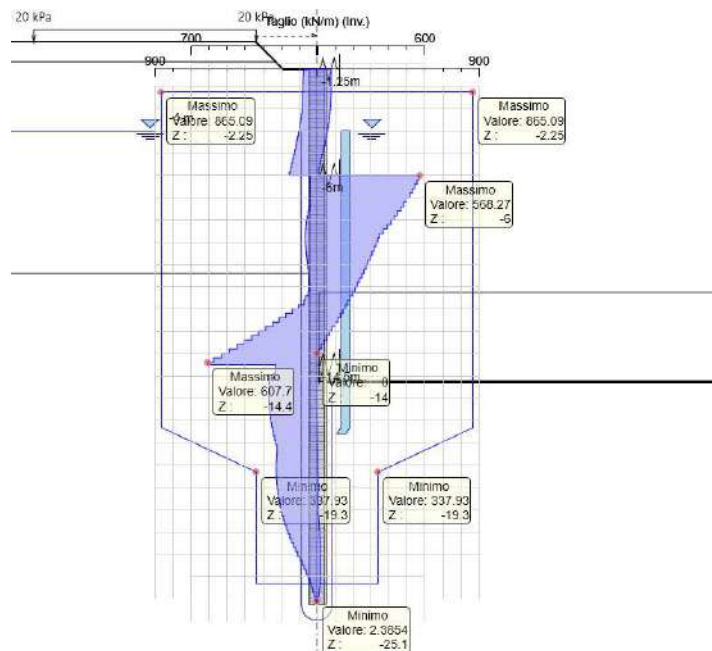 20 kPa
20 kPa
Taglio (kN/m) (Inv.)
700
600
900
900
-1.25m
Massimo
Valore: 865.09
Z : -2.25
Massimo
Valore: 865.09
Z : -2.25
-6m
Massimo
Valore: 568.27
Z : -6
Massimo
Valore: 607.7
Z : -14.4
Minimo
Valore: 0
Z : -14
Minimo
Valore: 337.93
Z : -19.3
Minimo
Valore: 337.93
Z : -19.3
Minimo
Valore: 2.3654
Z : -25.1